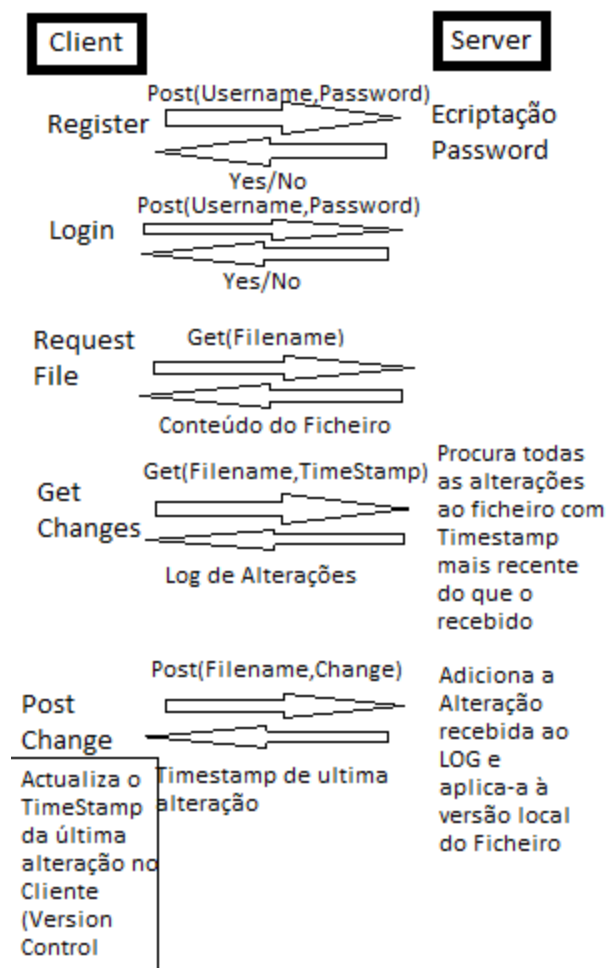 Client
Server
Post(Username,Password)
Register
Ecriptação
Password
Yes/No
Post(Username,Password)
Login
Yes/No
Request
File
Get(Filename)
Conteúdo do Ficheiro
Get(Filename,TimeStamp)
Get
Changes
Log de Alterações
Procura todas
as alterações
ao ficheiro com
Timestamp
mais recente
do que o
recebido
Post(Filename,Change)
Post
Change
Timestamp de ultima
alteração
Adiciona a
Alteração
recebida ao
LOG e
aplica-a à
versão local
do Ficheiro
Actualiza o
TimeStamp
da última
alteração no
Cliente
(Version
Control